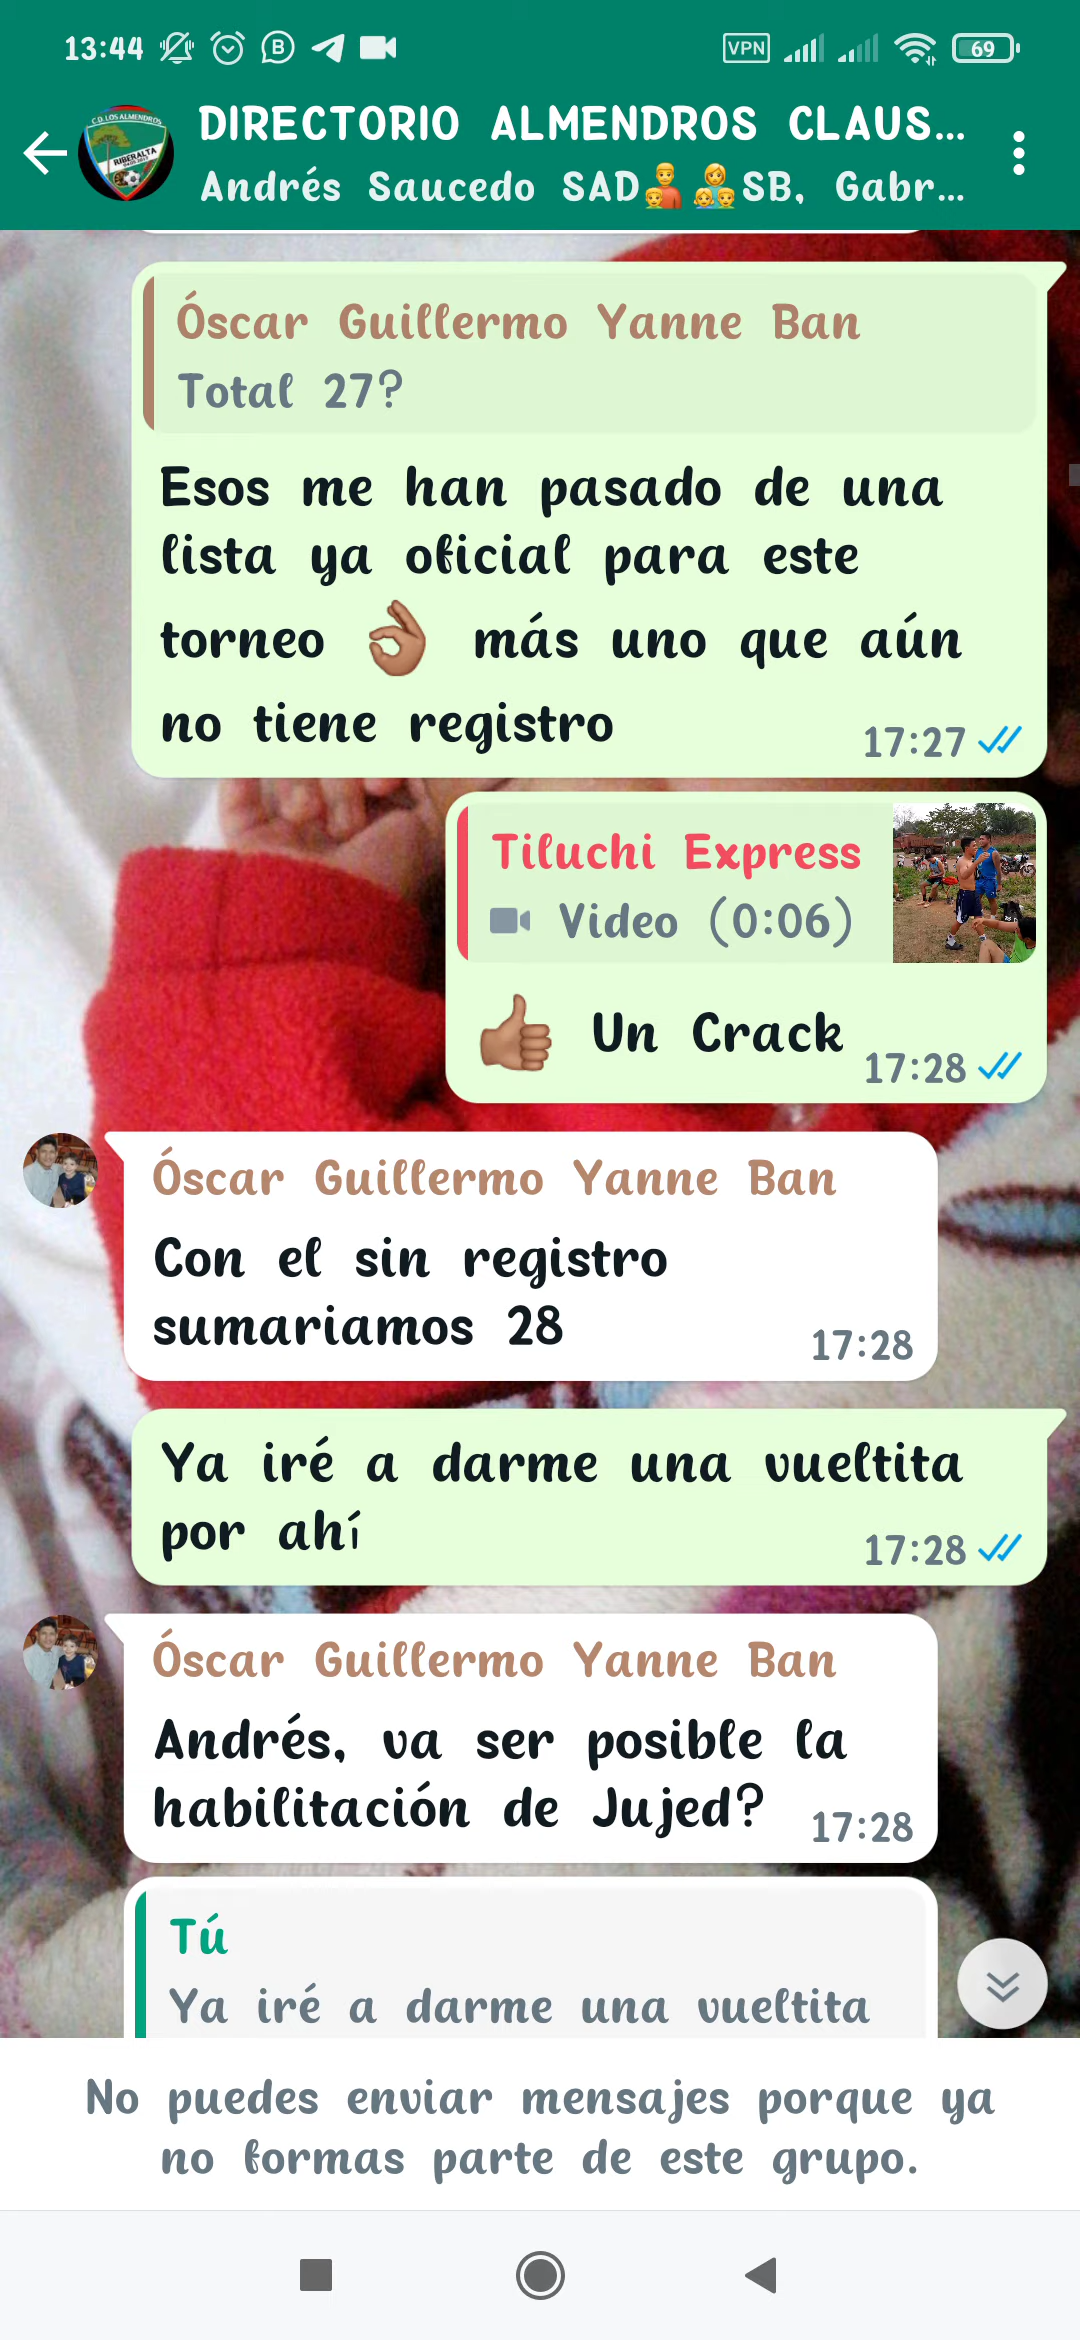 13:44
VPN
69
C.D. LOS ALMENDROS
RIBERALTA
DIRECTORIO ALMENDROS CLAUS...
Andrés Saucedo SAD👨‍👦👩‍👧‍👦SB, Gabr...
Óscar Guillermo Yanne Ban
Total 27?
Esos me han pasado de una
lista ya oficial para este
torneo 👌🏽 más uno que aún
no tiene registro
17:27
Tiluchi Express
Video (0:06)
👍🏽 Un Crack
17:28
Óscar Guillermo Yanne Ban
Con el sin registro
sumariamos 28
17:28
Ya iré a darme una vueltita
por ahí
17:28
Óscar Guillermo Yanne Ban
Andrés, va ser posible la
habilitación de Jujed?
17:28
Tú
Ya iré a darme una vueltita
No puedes enviar mensajes porque ya
no formas parte de este grupo.